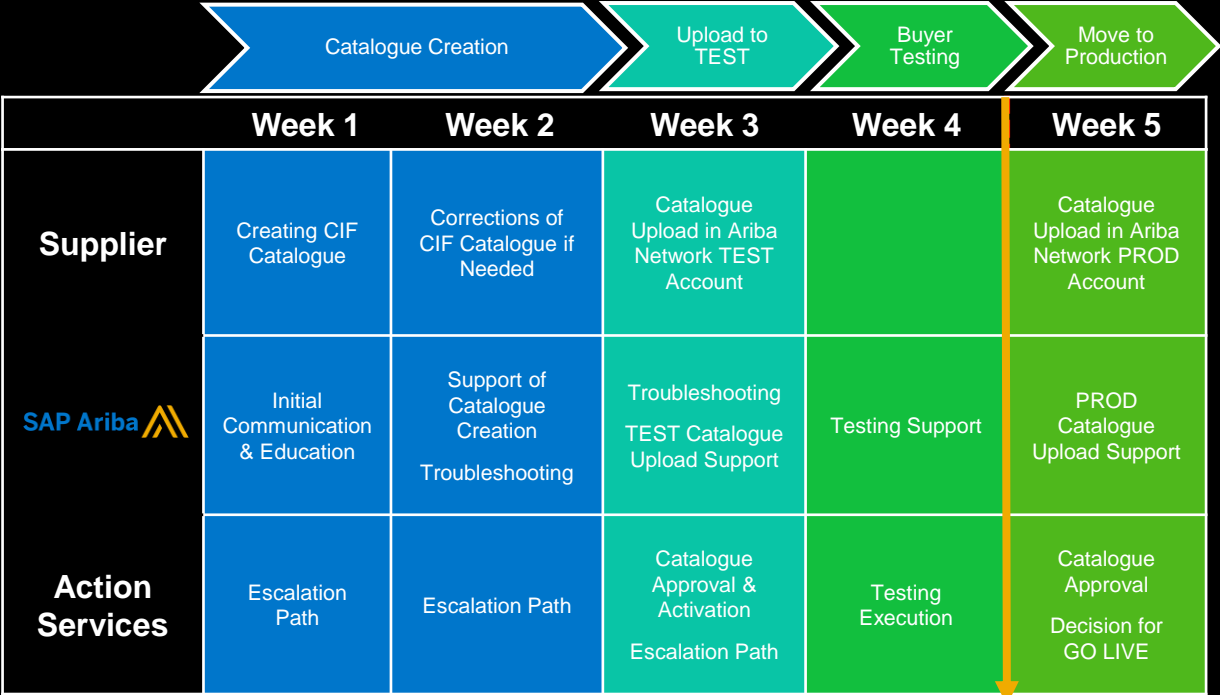 Catalogue Creation
Upload to
TEST
Buyer
Testing
Move to
Production
Week 1
Week 2
Week 3
Week 4
Week 5
Supplier
Creating CIF
Catalogue
Corrections of
CIF Catalogue if
Needed
Catalogue
Upload in Ariba
Network TEST
Account
Catalogue
Upload in Ariba
Network PROD
Account
SAP Ariba
Initial
Communication
& Education
Support of
Catalogue
Creation
Troubleshooting
Troubleshooting
TEST Catalogue
Upload Support
Testing Support
PROD
Catalogue
Upload Support
Action
Services
Escalation
Path
Escalation Path
Catalogue
Approval &
Activation
Escalation Path
Testing
Execution
Catalogue
Approval
Decision for
GO LIVE